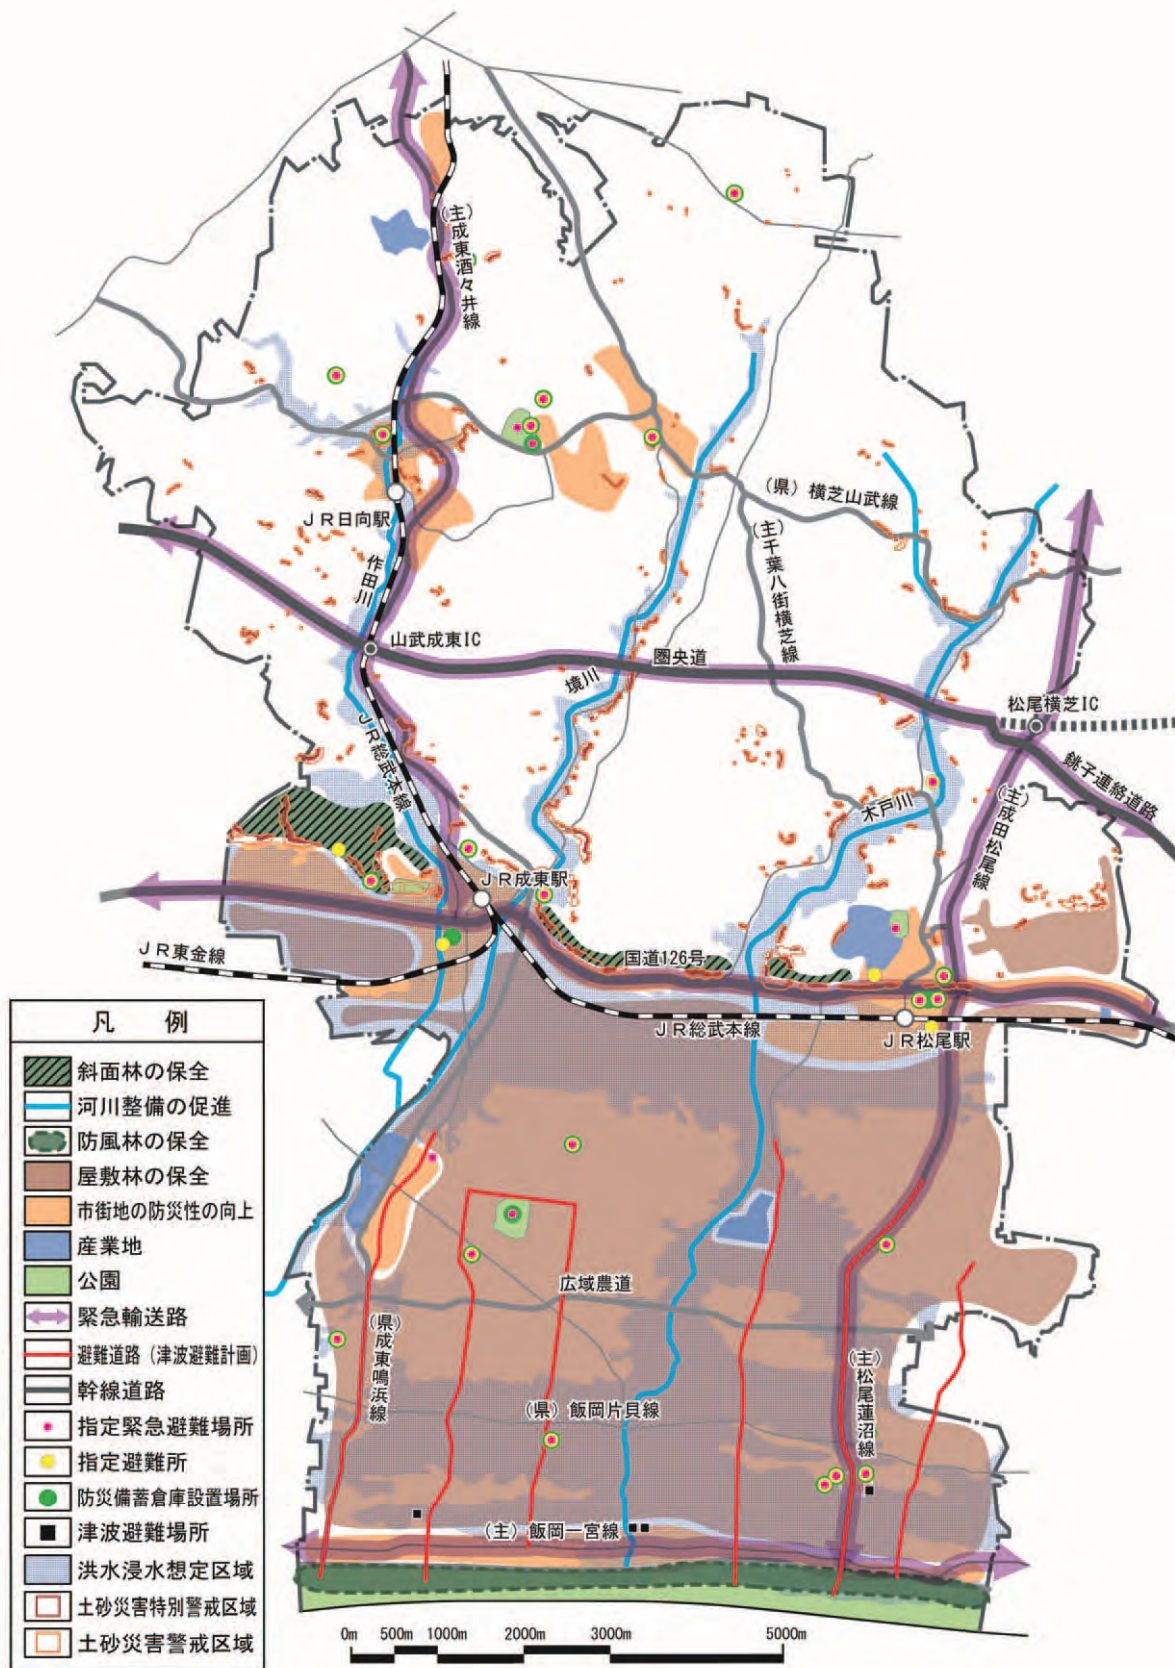 (主)成東酒々井線
JR日向駅
(県)横芝山武線
(主)千葉八街横芝線
作田川
山武成東IC
圏央道
境川
松尾横芝IC
JR総武本線
銚子連絡道路
木戸川
(主)成田松尾線
JR成東駅
国道126号
JR東金線
JR総武本線
JR松尾駅
広域農道
(県)成東鳴浜線
(主)松尾蓮沼線
(県)飯岡片貝線
(主)飯岡一宮線
凡 例
斜面林の保全
河川整備の促進
防風林の保全
屋敷林の保全
市街地の防災性の向上
産業地
公園
緊急輸送路
避難道路(津波避難計画)
幹線道路
指定緊急避難場所
指定避難所
防災備蓄倉庫設置場所
津波避難場所
洪水浸水想定区域
土砂災害特別警戒区域
土砂災害警戒区域
0m 500m 1000m 2000m 3000m 5000m